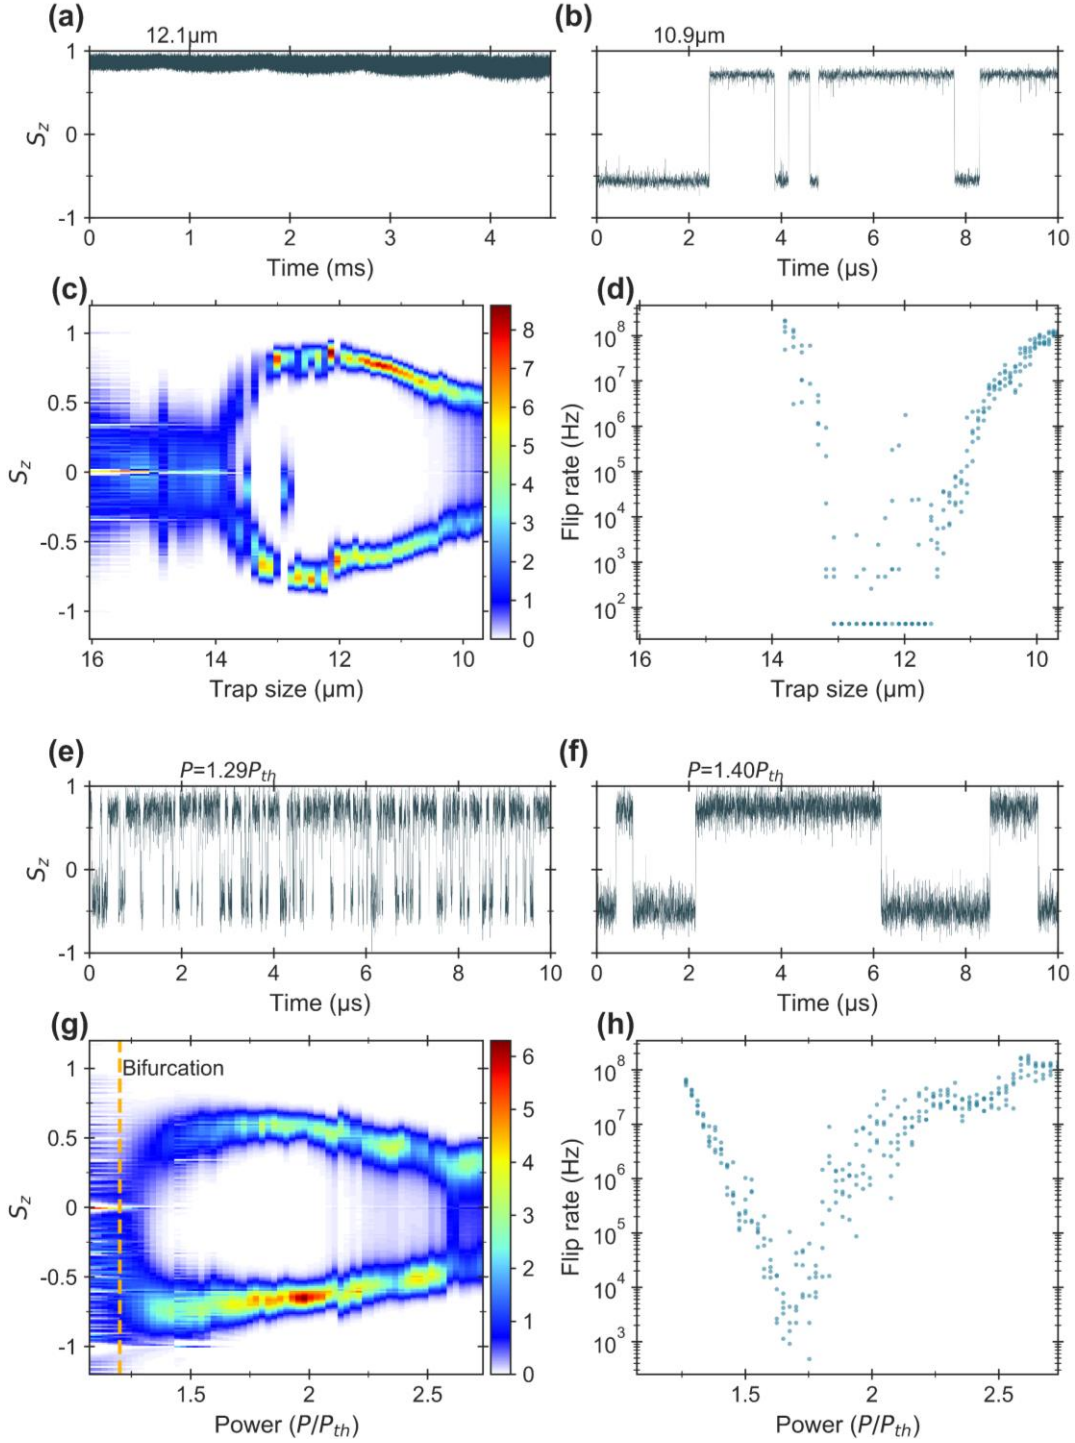 (a)
12.1µm
1
0
-1
S_z
0 1 2 3 4
Time (ms)
(b)
10.9µm
0 2 4 6 8 10
Time (µs)
(c)
1
0.5
0
-0.5
-1
S_z
16 14 12 10
Trap size (µm)
8
7
6
5
4
3
2
1
0
(d)
10^8
10^7
10^6
10^5
10^4
10^3
10^2
Flip rate (Hz)
16 14 12 10
Trap size (µm)
(e)
P=1.29P_th
1
0
-1
S_z
0 2 4 6 8 10
Time (µs)
(f)
P=1.40P_th
0 2 4 6 8 10
Time (µs)
(g)
Bifurcation
1
0.5
0
-0.5
-1
S_z
1.5 2 2.5
Power (P/P_th)
6
5
4
3
2
1
0
(h)
10^8
10^7
10^6
10^5
10^4
10^3
Flip rate (Hz)
1.5 2 2.5
Power (P/P_th)